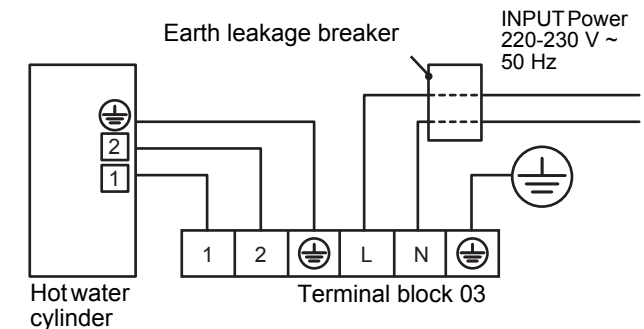 Earth leakage breaker
INPUT Power
220-230 V ~
50 Hz
2
1
1 2 L N
Hot water
cylinder
Terminal block 03